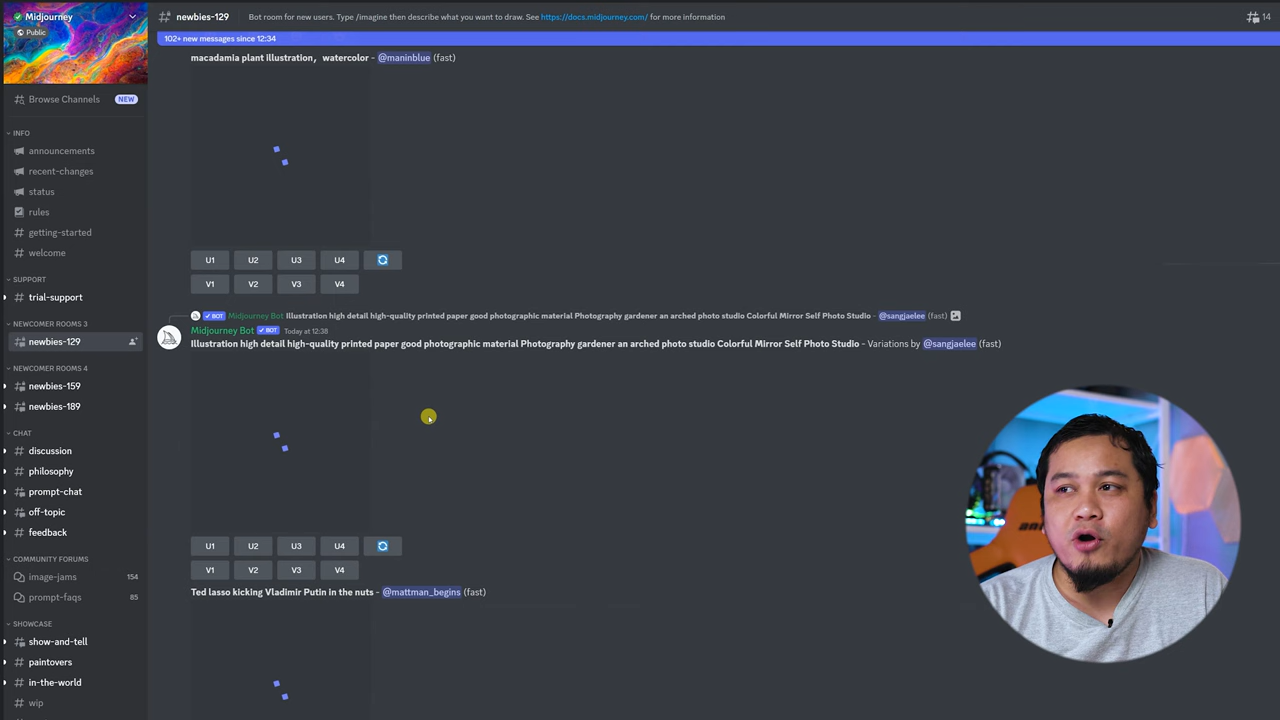 Midjourney
Public
Browse Channels NEW
INFO
announcements
recent-changes
status
rules
getting-started
welcome
SUPPORT
trial-support
NEWCOMER ROOMS 3
newbies-129
NEWCOMER ROOMS 4
newbies-159
newbies-189
CHAT
discussion
philosophy
prompt-chat
off-topic
feedback
COMMUNITY FORUMS
image-jams 154
prompt-faqs 85
SHOWCASE
show-and-tell
paintovers
in-the-world
wip
newbies-129 Bot room for new users. Type /imagine then describe what you want to draw. See https://docs.midjourney.com/ for more information 14
102+ new messages since 12:34
macadamia plant illustration，watercolor - @maninblue (fast)
U1 U2 U3 U4
V1 V2 V3 V4
BOT Midjourney Bot Illustration high detail high-quality printed paper good photographic material Photography gardener an arched photo studio Colorful Mirror Self Photo Studio - @sangjaelee (fast)
Midjourney Bot BOT Today at 12:38
Illustration high detail high-quality printed paper good photographic material Photography gardener an arched photo studio Colorful Mirror Self Photo Studio - Variations by @sangjaelee (fast)
U1 U2 U3 U4
V1 V2 V3 V4
Ted lasso kicking Vladimir Putin in the nuts - @mattman_begins (fast)